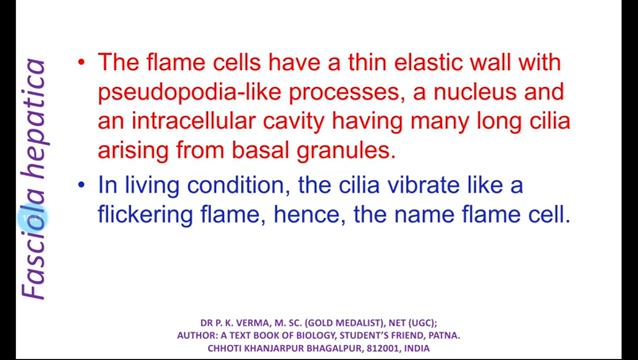 Fasciola hepatica
• The flame cells have a thin elastic wall with
pseudopodia-like processes, a nucleus and
an intracellular cavity having many long cilia
arising from basal granules.
• In living condition, the cilia vibrate like a
flickering flame, hence, the name flame cell.
DR P. K. VERMA, M. SC. (GOLD MEDALIST), NET (UGC);
AUTHOR: A TEXT BOOK OF BIOLOGY, STUDENT'S FRIEND, PATNA.
CHHOTI KHANJARPUR BHAGALPUR, 812001, INDIA